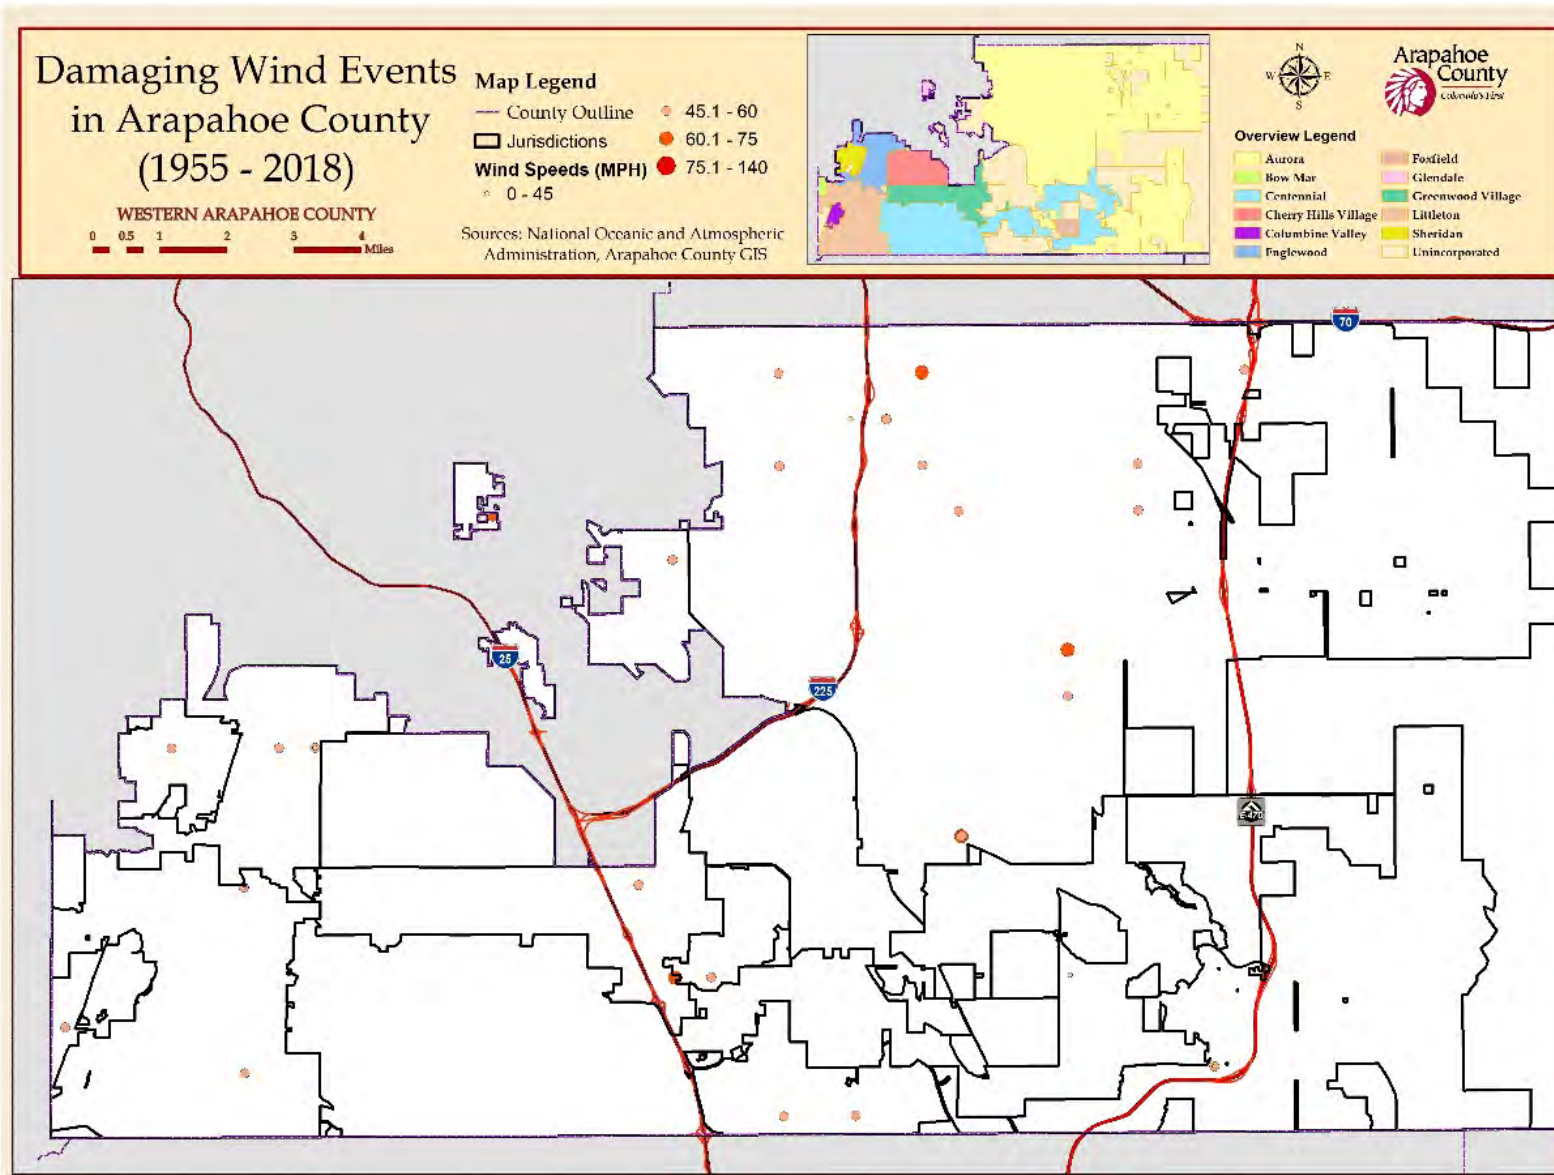 Damaging Wind Events
in Arapahoe County
(1955 - 2018)
WESTERN ARAPAHOE COUNTY
0 0.5 1 2 3 4
Miles
Map Legend
County Outline
Jurisdictions
Wind Speeds (MPH)
0 - 45
45.1 - 60
60.1 - 75
75.1 - 140
Sources: National Oceanic and Atmospheric
Administration, Arapahoe County GIS
N
W E
S
Arapahoe
County
Colorado's First
Overview Legend
Aurora
Bow Mar
Centennial
Cherry Hills Village
Columbine Valley
Englewood
Foxfield
Glendale
Greenwood Village
Littleton
Sheridan
Unincorporated
70
25
225
E-470